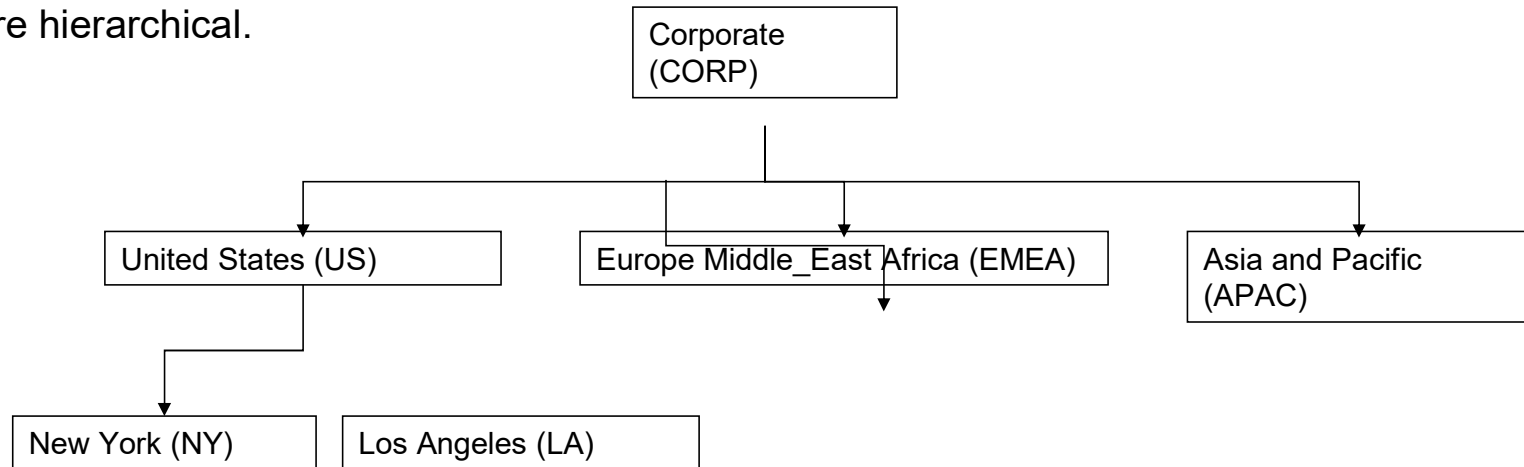 re hierarchical.
Corporate
(CORP)
United States (US)
Europe Middle_East Africa (EMEA)
Asia and Pacific
(APAC)
New York (NY)
Los Angeles (LA)